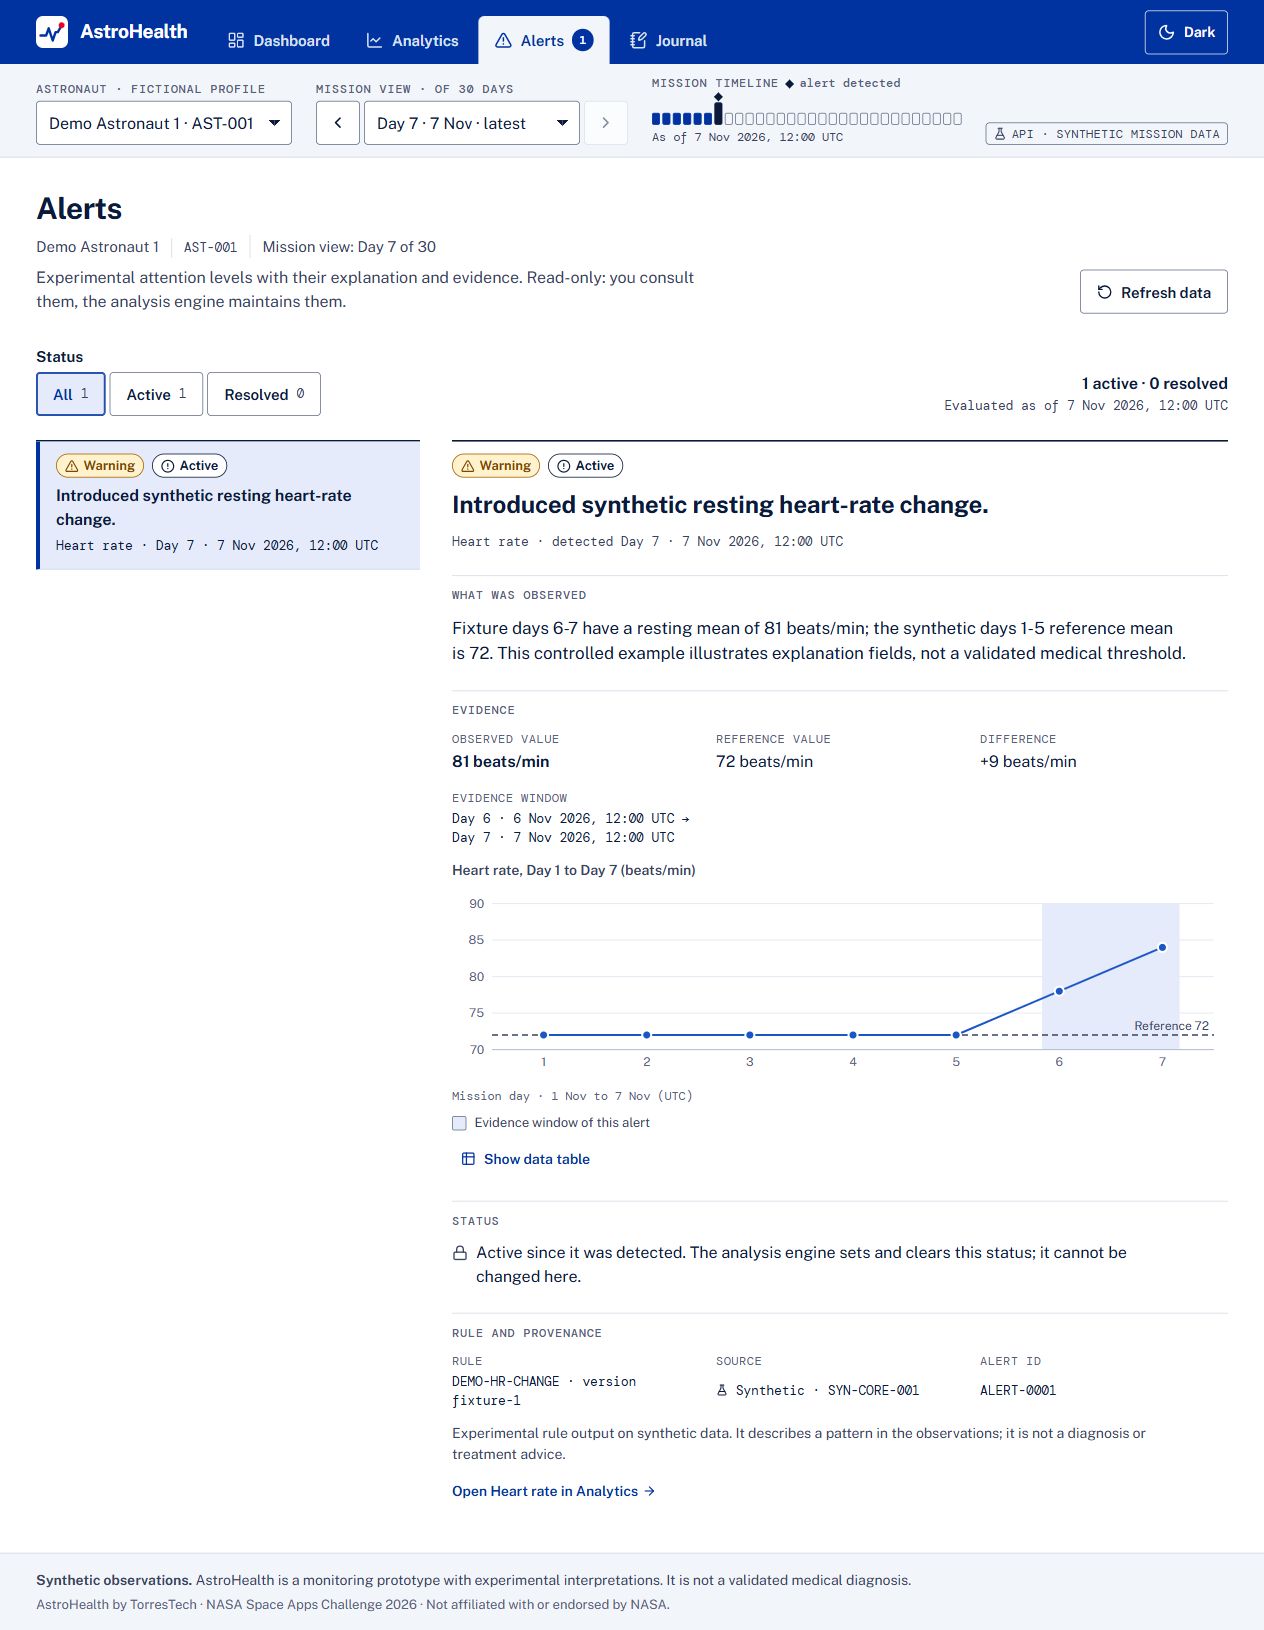 AstroHealth
Dashboard
Analytics
Alerts 1
Journal
Dark
ASTRONAUT · FICTIONAL PROFILE
Demo Astronaut 1 · AST-001
MISSION VIEW · OF 30 DAYS
Day 7 · 7 Nov · latest
MISSION TIMELINE ◆ alert detected
As of 7 Nov 2026, 12:00 UTC
API · SYNTHETIC MISSION DATA
Alerts
Demo Astronaut 1
AST-001
Mission view: Day 7 of 30
Experimental attention levels with their explanation and evidence. Read-only: you consult
them, the analysis engine maintains them.
Refresh data
Status
All 1
Active 1
Resolved 0
1 active · 0 resolved
Evaluated as of 7 Nov 2026, 12:00 UTC
Warning
Active
Introduced synthetic resting heart-rate
change.
Heart rate · Day 7 · 7 Nov 2026, 12:00 UTC
Warning
Active
Introduced synthetic resting heart-rate change.
Heart rate · detected Day 7 · 7 Nov 2026, 12:00 UTC
WHAT WAS OBSERVED
Fixture days 6-7 have a resting mean of 81 beats/min; the synthetic days 1-5 reference mean
is 72. This controlled example illustrates explanation fields, not a validated medical threshold.
EVIDENCE
OBSERVED VALUE
81 beats/min
REFERENCE VALUE
72 beats/min
DIFFERENCE
+9 beats/min
EVIDENCE WINDOW
Day 6 · 6 Nov 2026, 12:00 UTC →
Day 7 · 7 Nov 2026, 12:00 UTC
Heart rate, Day 1 to Day 7 (beats/min)
90
85
80
75
70
Reference 72
1 2 3 4 5 6 7
Mission day · 1 Nov to 7 Nov (UTC)
Evidence window of this alert
Show data table
STATUS
Active since it was detected. The analysis engine sets and clears this status; it cannot be
changed here.
RULE AND PROVENANCE
RULE
DEMO-HR-CHANGE · version
fixture-1
SOURCE
Synthetic · SYN-CORE-001
ALERT ID
ALERT-0001
Experimental rule output on synthetic data. It describes a pattern in the observations; it is not a diagnosis or
treatment advice.
Open Heart rate in Analytics →
Synthetic observations. AstroHealth is a monitoring prototype with experimental interpretations. It is not a validated medical diagnosis.
AstroHealth by TorresTech · NASA Space Apps Challenge 2026 · Not affiliated with or endorsed by NASA.